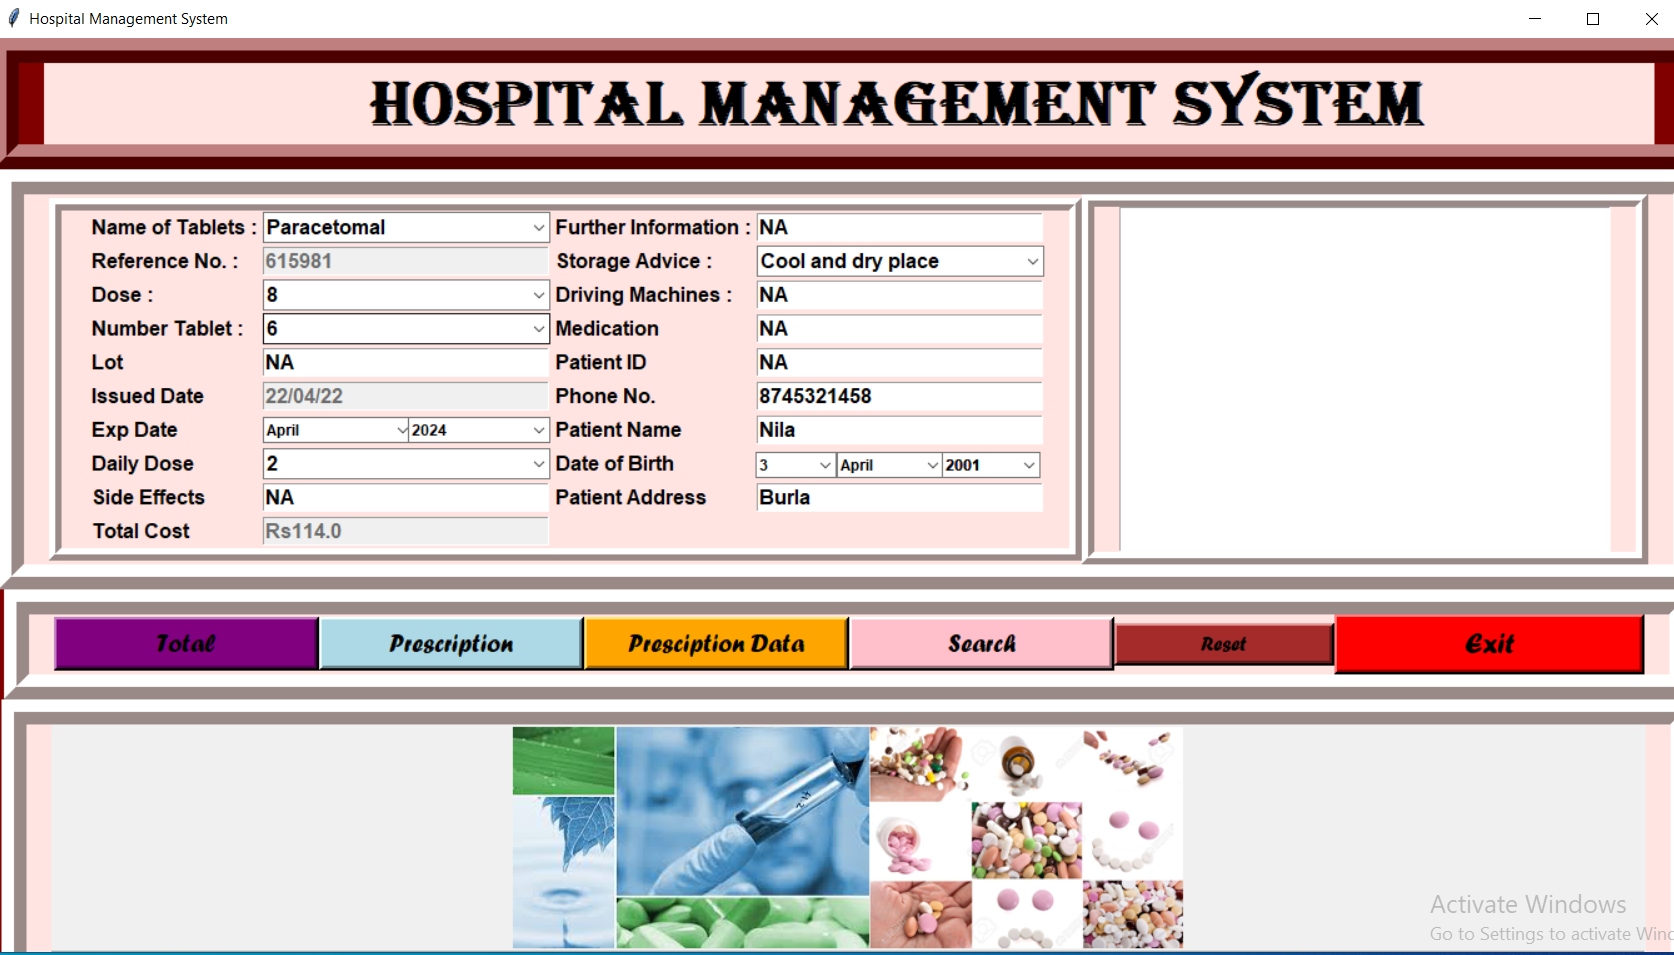 Hospital Management System
HOSPITAL MANAGEMENT SYSTEM
Name of Tablets : Paracetomal Further Information : NA
Reference No. : 615981 Storage Advice : Cool and dry place
Dose : 8 Driving Machines : NA
Number Tablet : 6 Medication NA
Lot NA Patient ID NA
Issued Date 22/04/22 Phone No. 8745321458
Exp Date April 2024 Patient Name Nila
Daily Dose 2 Date of Birth 3 April 2001
Side Effects NA Patient Address Burla
Total Cost Rs114.0
Total Prescription Presciption Data Search Reset Exit
Activate Windows
Go to Settings to activate Winc